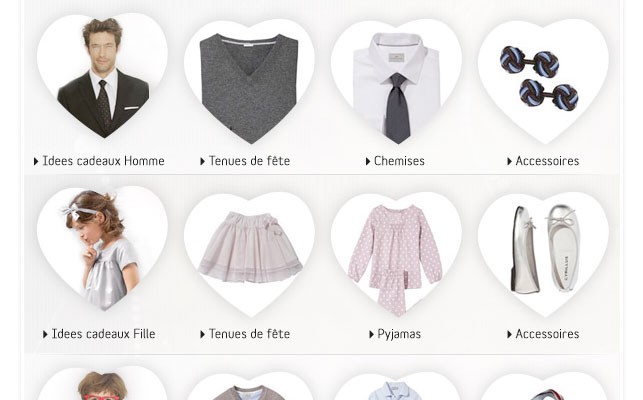 Idees cadeaux Homme
Tenues de fête
Chemises
Accessoires
Idees cadeaux Fille
Tenues de fête
Pyjamas
Accessoires